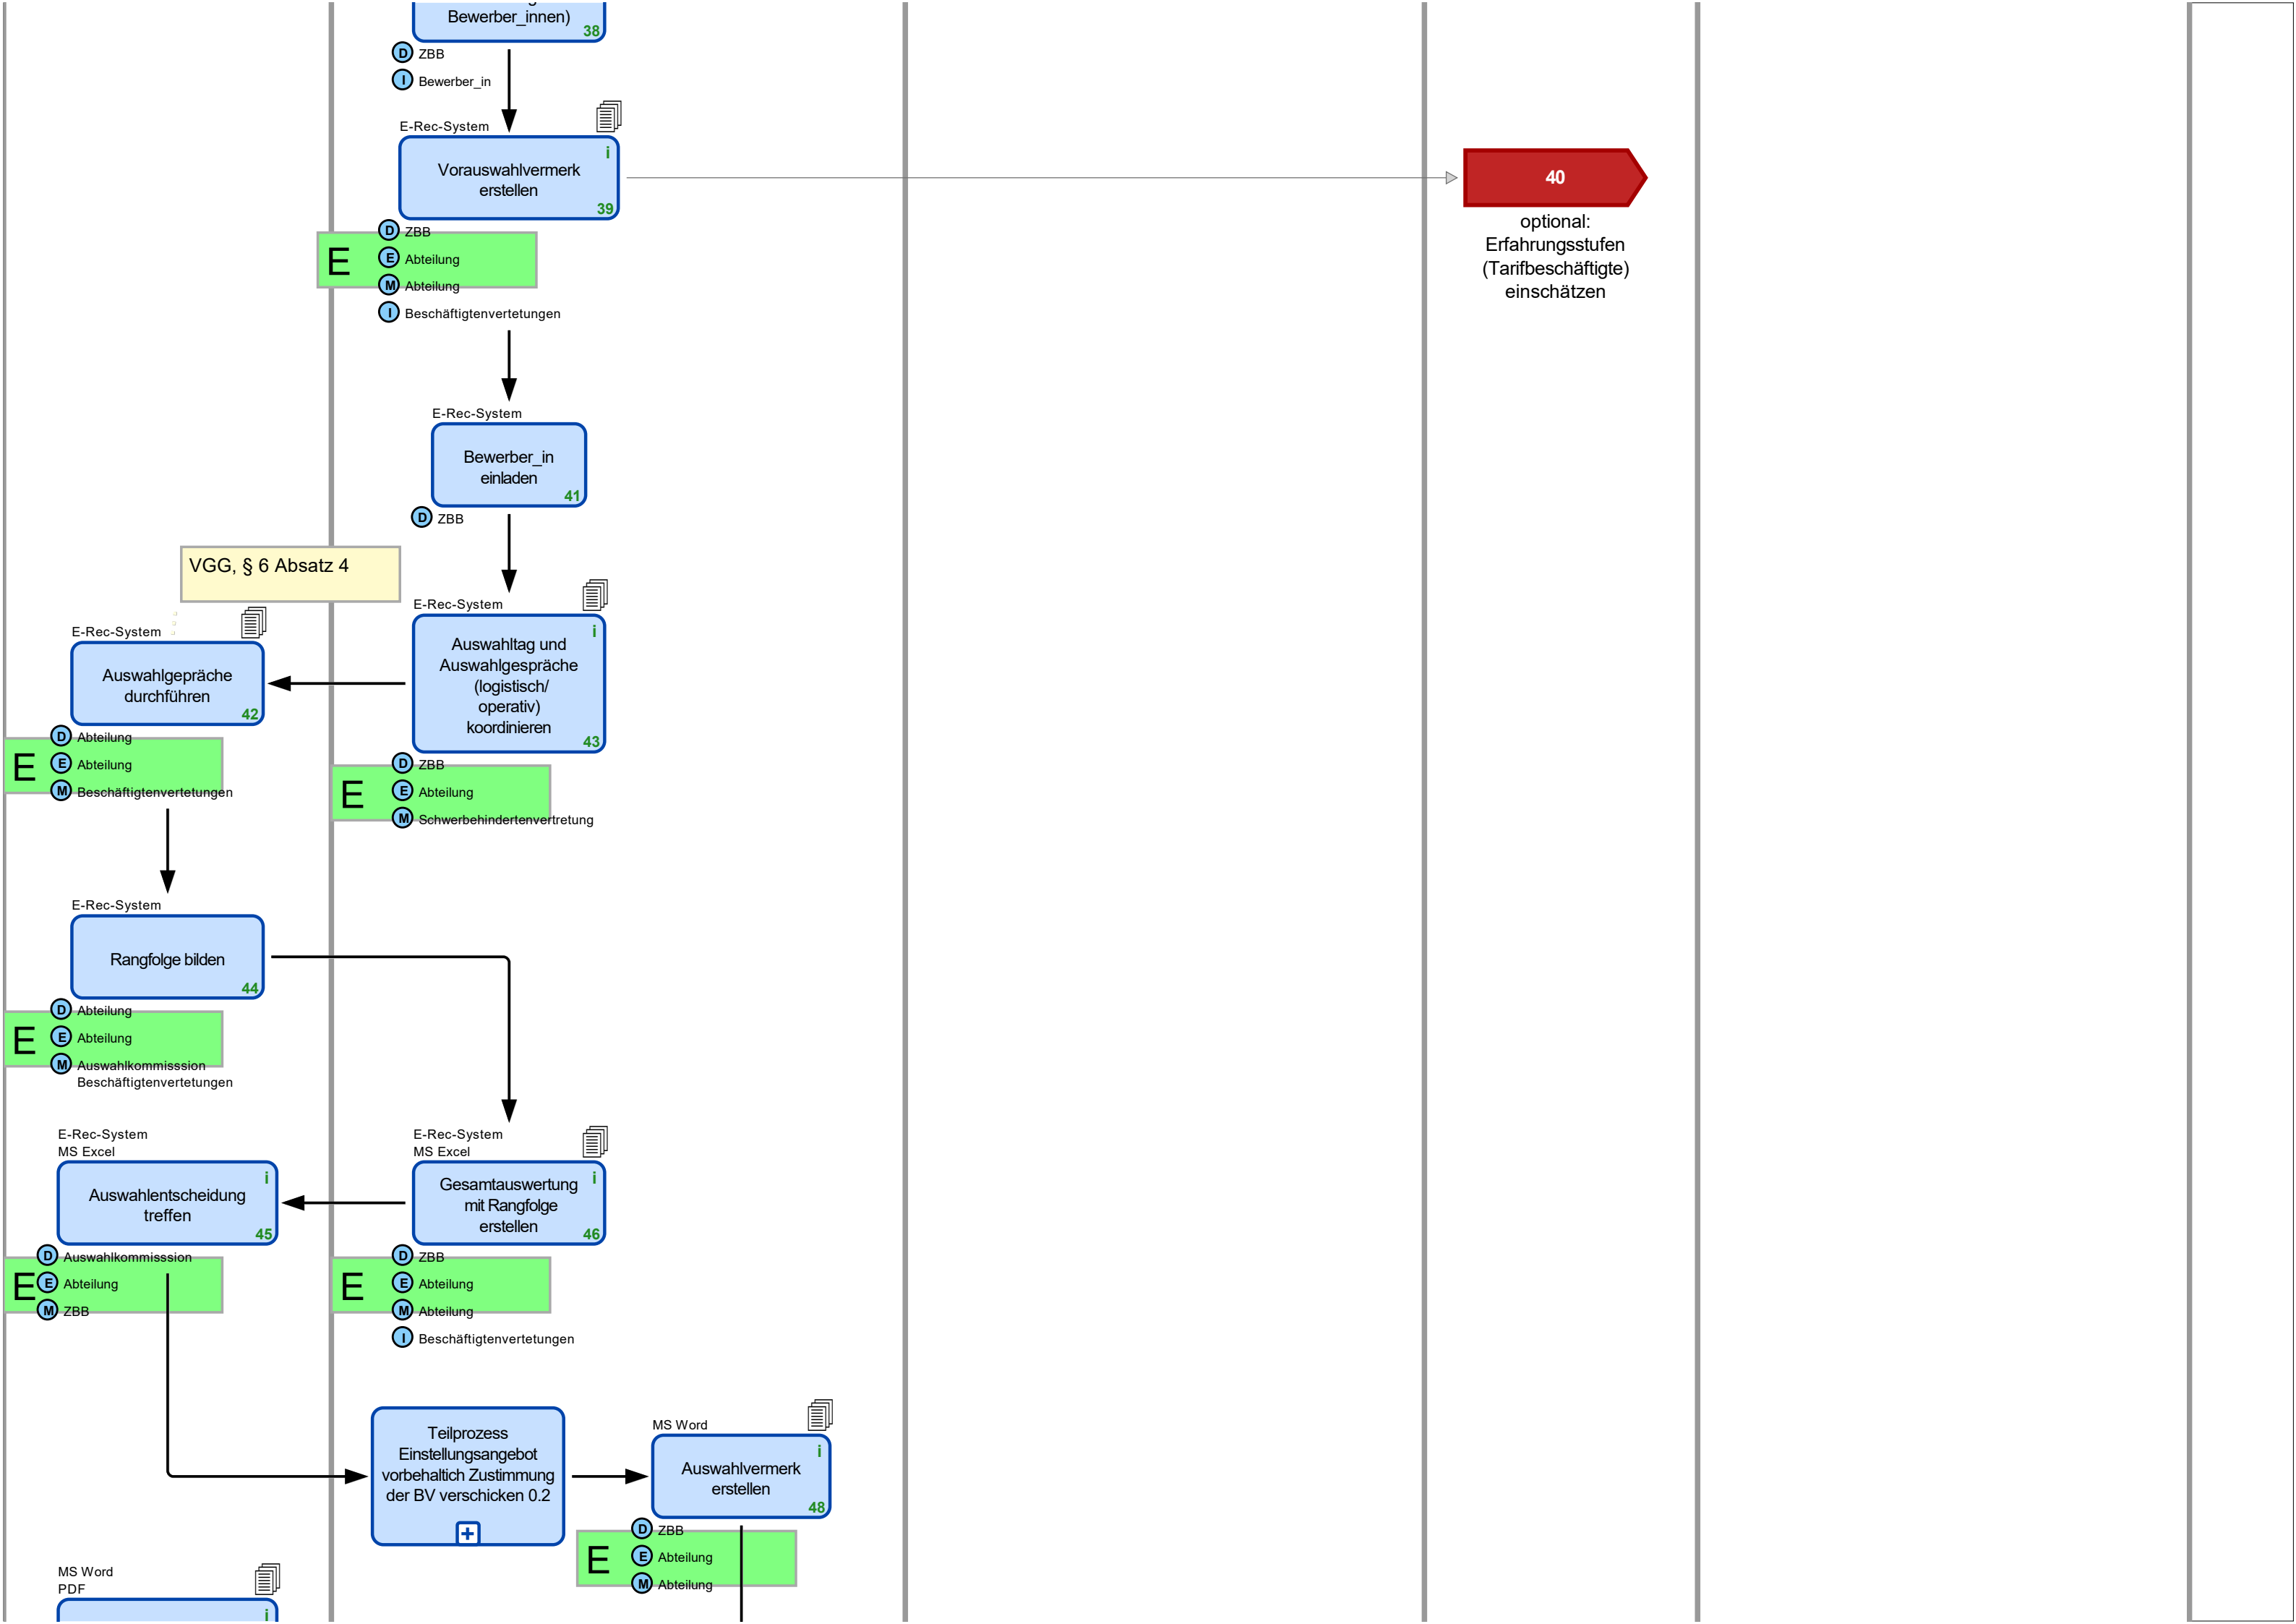 Bewerber_innen)
38
D ZBB
I Bewerber_in
E-Rec-System
i
Vorauswahlvermerk
erstellen
39
40
optional:
Erfahrungsstufen
(Tarifbeschäftigte)
einschätzen
E
D ZBB
E Abteilung
M Abteilung
I Beschäftigtenvertetungen
E-Rec-System
Bewerber_in
einladen
41
D ZBB
VGG, § 6 Absatz 4
E-Rec-System
Auswahlgepräche
durchführen
42
E
D Abteilung
E Abteilung
M Beschäftigtenvertetungen
E-Rec-System
i
Auswahltag und
Auswahlgespräche
(logistisch/
operativ)
koordinieren
43
E
D ZBB
E Abteilung
M Schwerbehindertenvertretung
E-Rec-System
Rangfolge bilden
44
E
D Abteilung
E Abteilung
M Auswahlkommisssion
Beschäftigtenvertetungen
E-Rec-System
MS Excel
i
Auswahlentscheidung
treffen
45
E
D Auswahlkommisssion
E Abteilung
M ZBB
E-Rec-System
MS Excel
i
Gesamtauswertung
mit Rangfolge
erstellen
46
E
D ZBB
E Abteilung
M Abteilung
I Beschäftigtenvertetungen
Teilprozess
Einstellungsangebot
vorbehaltich Zustimmung
der BV verschicken 0.2
MS Word
i
Auswahlvermerk
erstellen
48
E
D ZBB
E Abteilung
M Abteilung
MS Word
PDF
i